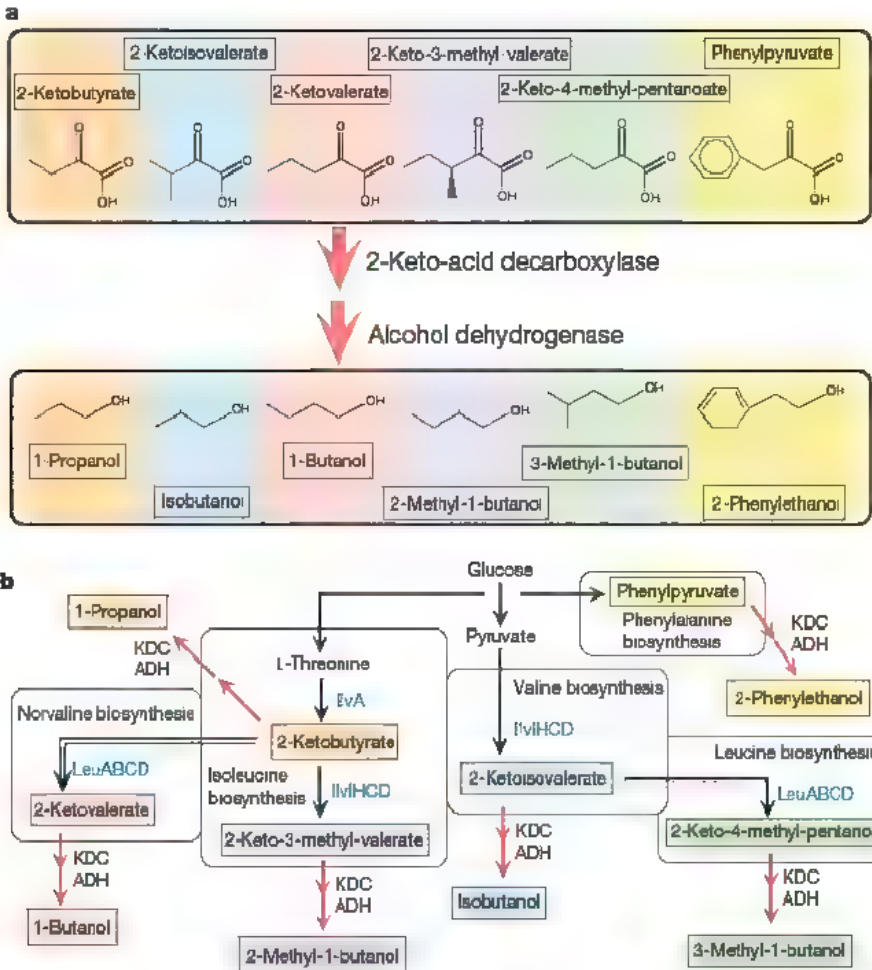 a
2-Ketoisovalerate
2-Keto-3-methyl-valerate
Phenylpyruvate
2-Ketobutyrate
2-Ketovalerate
2-Keto-4-methyl-pentanoate
O
O
OH
O
O
OH
O
O
OH
O
O
OH
O
O
OH
O
O
OH
2-Keto-acid decarboxylase
Alcohol dehydrogenase
OH
OH
OH
OH
OH
OH
1-Propanol
Isobutanol
1-Butanol
2-Methyl-1-butanol
3-Methyl-1-butanol
2-Phenylethanol
b
Glucose
Phenylpyruvate
1-Propanol
Pyruvate
Phenylalanine
biosynthesis
KDC
ADH
KDC
ADH
L-Threonine
IlvA
Valine biosynthesis
2-Phenylethanol
Norvaline biosynthesis
2-Ketobutyrate
IlvIHCD
Leucine biosynthesis
LeuABCD
Isoleucine
biosynthesis
IlvIHCD
2-Ketoisovalerate
LeuABCD
2-Ketovalerate
2-Keto-3-methyl-valerate
2-Keto-4-methyl-pentano
KDC
ADH
KDC
ADH
KDC
ADH
KDC
ADH
1-Butanol
2-Methyl-1-butanol
Isobutanol
3-Methyl-1-butanol